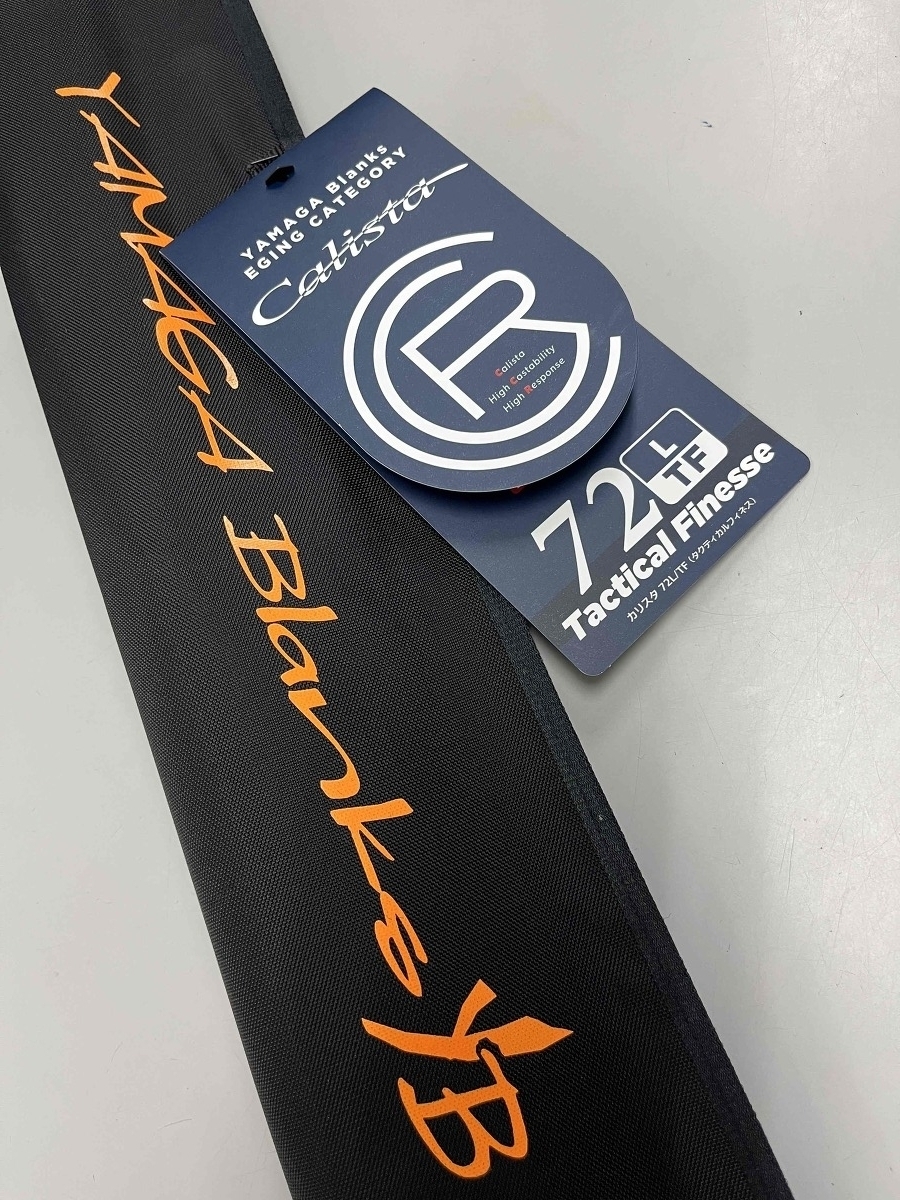 YAMAGA Blanks
YB
YAMAGA Blanks
EGING CATEGORY
Calista
CR
Calista
High Castability
High Response
72 L/TF
Tactical Finesse
カリスタ 72L/TF (タクティカルフィネス)